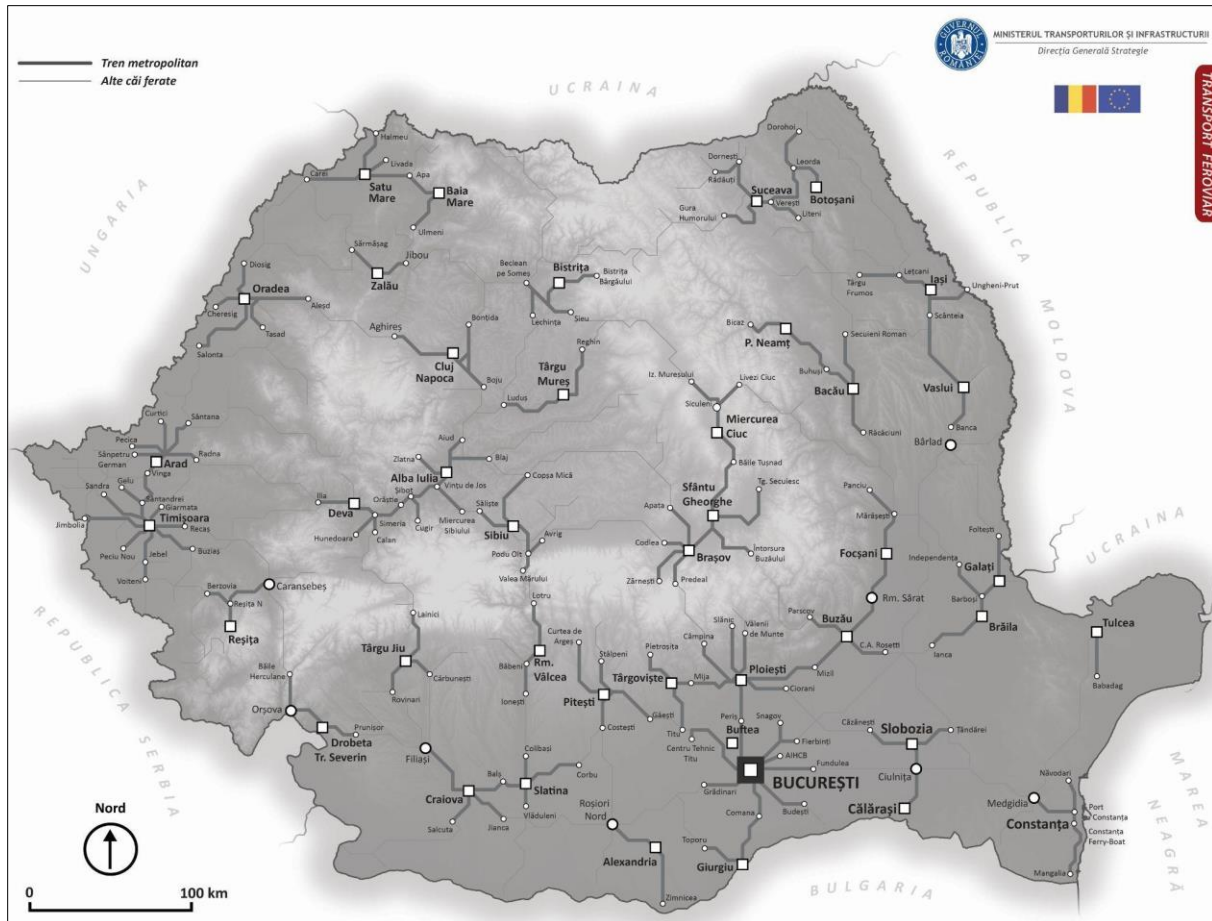 Tren metropolitan
Alte căi ferate
GUVERNUL ROMÂNIEI
MINISTERUL TRANSPORTURILOR ȘI INFRASTRUCTURII
Direcția Generală Strategie
TRANSPORT FEROVIAR
UCRAINA
UNGARIA
REPUBLICA MOLDOVA
Halmeu
Livada
Carei
Satu
Mare
Apa
Baia
Mare
Ulmeni
Dorohoi
Dornești
Leorda
Rădăuți
Suceava
Botoșani
Verești
Gura
Humorului
Liteni
Sărmășag
Jibou
Zalău
Diosig
Oradea
Cheresig
Aleșd
Tasad
Salonta
Beclean
pe Someș
Bistrița
Bistrița
Bârgăului
Lechința
Sieu
Lețcani
Iași
Târgu
Frumos
Ungheni-Prut
Scânteia
Aghireș
Bonțida
Cluj
Napoca
Boju
Reghin
Târgu
Mureș
Luduș
Bicaz
P. Neamț
Secuieni Roman
Buhuși
Bacău
Răcăciuni
Vaslui
Banca
Bârlad
Iz. Mureșului
Livezi Ciuc
Siculeni
Miercurea
Ciuc
Băile Tușnad
Curtici
Sântana
Pecica
Sânpetru
German
Arad
Radna
Vinga
Gelu
Sandra
Sântandrei
Giarmata
Timișoara
Jimbolia
Recaș
Peciu Nou
Jebel
Buziaș
Voiteni
Aiud
Zlatna
Blaj
Alba Iulia
Vințu de Jos
Ilia
Orăștie
Șibot
Deva
Simeria
Cugir
Miercurea
Sibiului
Hunedoara
Calan
Copșa Mică
Săliște
Sibiu
Avrig
Podu Olt
Valea Mărului
Sfântu
Gheorghe
Tg. Secuiesc
Apata
Codlea
Brașov
Întorsura
Buzăului
Zărnești
Predeal
Panciu
Mărășești
Focșani
Rm. Sărat
Foltești
Independența
Galați
Barboși
Brăila
Ianca
UCRAINA
Tulcea
Babadag
Berzovia
Caransebeș
Reșița N
Reșița
REPUBLICA SERBIA
Băile
Herculane
Orșova
Prunișor
Drobeta
Tr. Severin
Lainici
Târgu Jiu
Cărbunești
Rovinari
Lotru
Băbeni
Rm.
Vâlcea
Ionești
Curtea de
Argeș
Stâlpeni
Pitești
Costești
Găești
Pietroșița
Târgoviște
Mija
Titu
Centru Tehnic
Titu
Slănic
Vălenii
de Munte
Câmpina
Ploiești
Ciorani
Mizil
Parscov
Buzău
C.A. Rosetti
Periș
Snagov
Buftea
Fierbinți
AIHCB
Fundulea
BUCUREȘTI
Grădinari
Comana
Budești
Toporu
Giurgiu
Căzănești
Slobozia
Țăndărei
Ciulnița
Călărași
Năvodari
Medgidia
Port
Constanța
Constanța
Constanța
Ferry-Boat
Mangalia
MAREA NEAGRĂ
Filiași
Craiova
Balș
Salcuta
Jianca
Colibași
Corbu
Slatina
Vlăduleni
Roșiori
Nord
Alexandria
Zimnicea
BULGARIA
Nord
0 100 km